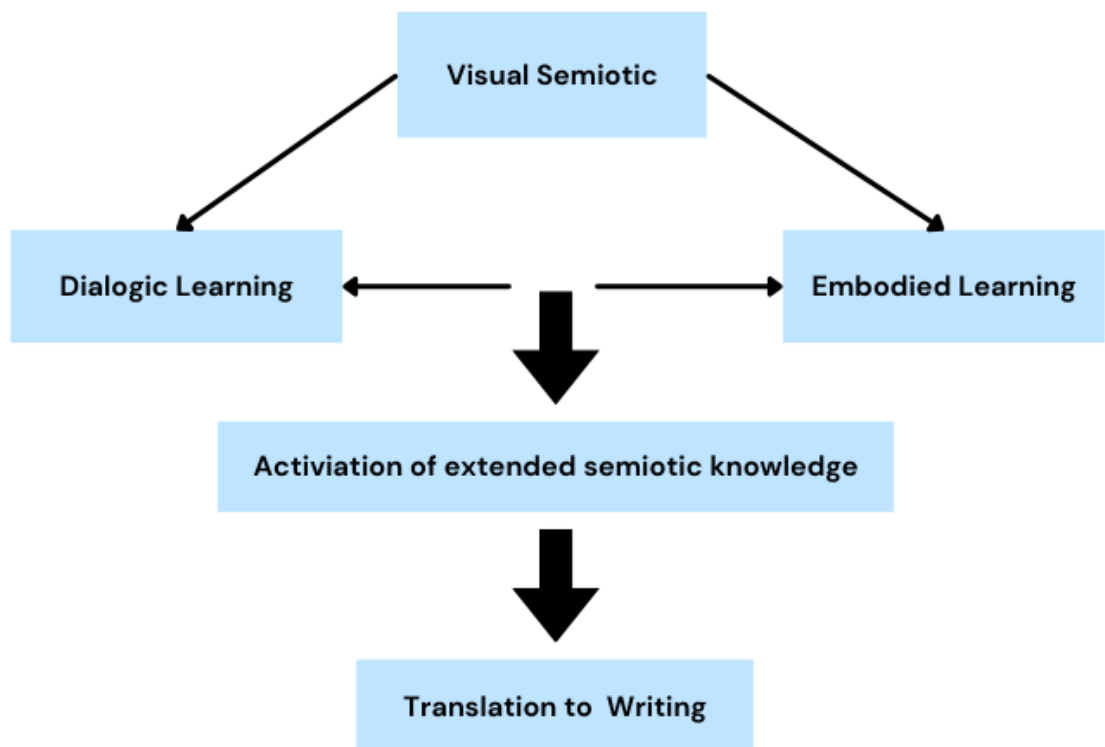 Visual Semiotic
Dialogic Learning
Embodied Learning
Activiation of extended semiotic knowledge
Translation to  Writing